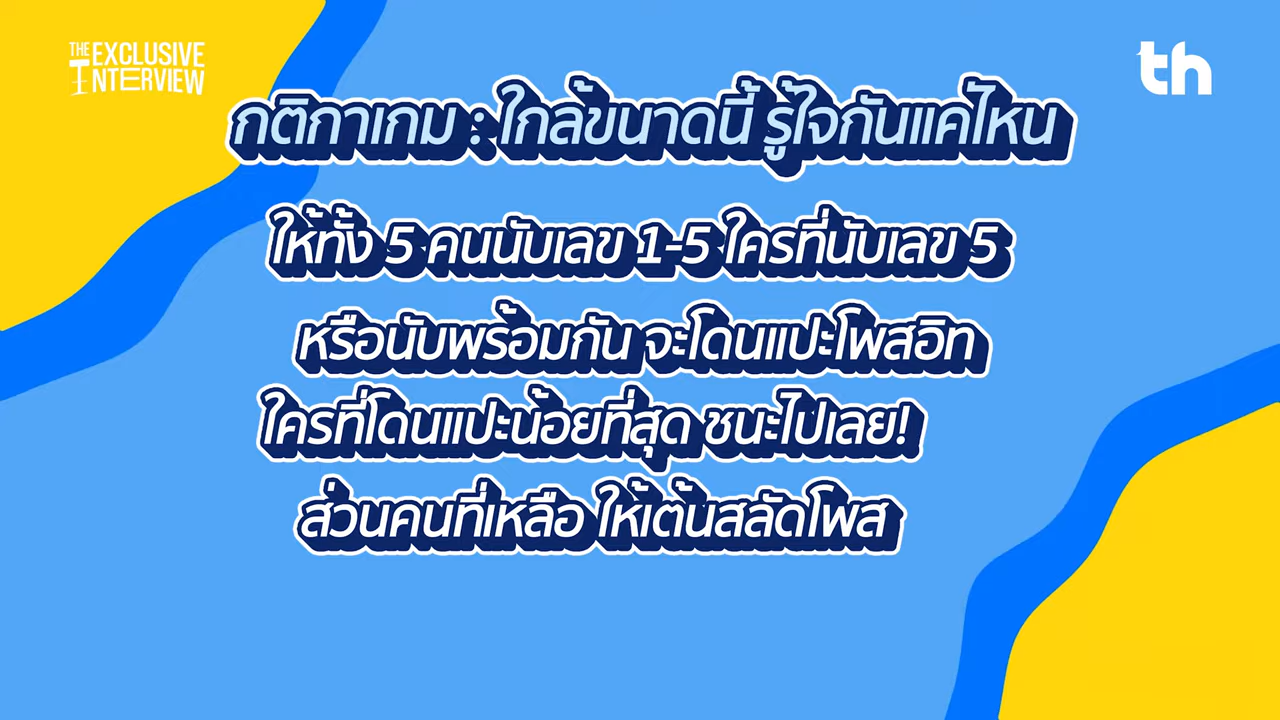 THE EXCLUSIVE
INTERVIEW
th
กติกาเกม : ใกล้ขนาดนี้ รู้ใจกันแค่ไหน
ให้ทั้ง 5 คนนับเลข 1-5 ใครที่นับเลข 5
หรือนับพร้อมกัน จะโดนแปะโพสอิท
ใครที่โดนแปะน้อยที่สุด ชนะไปเลย!
ส่วนคนที่เหลือ ให้เต้นสลัดโพส